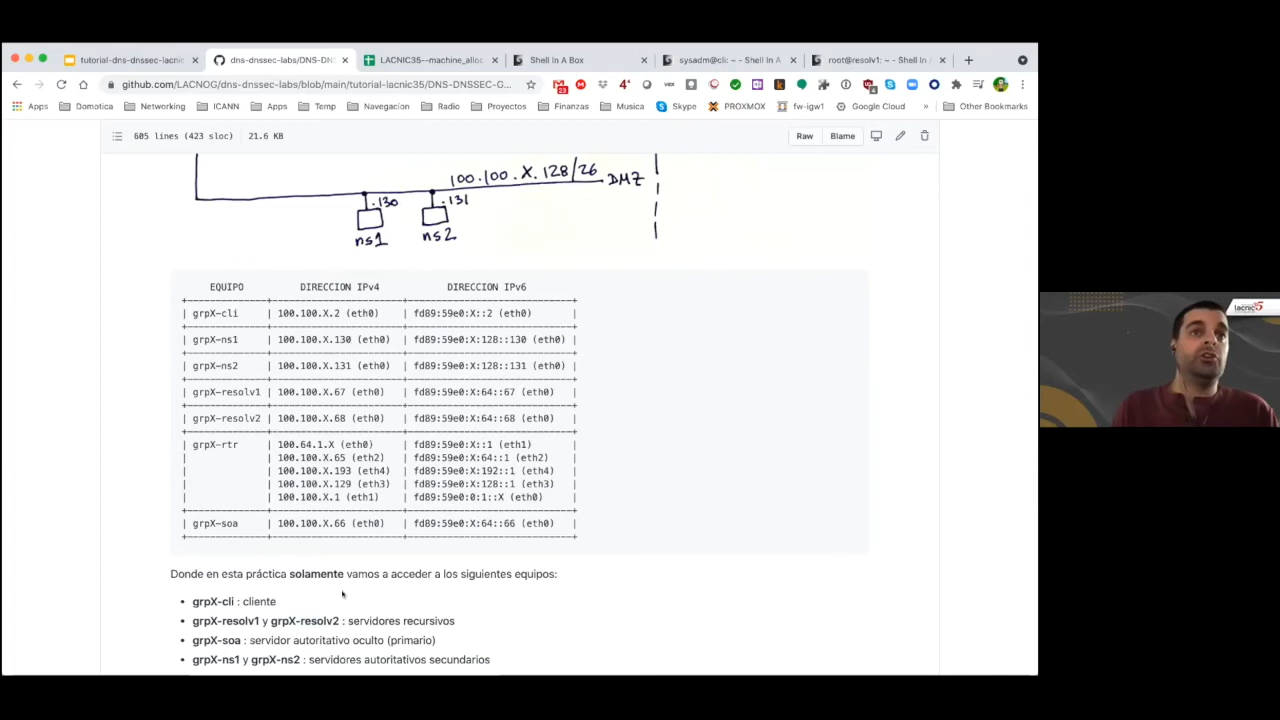 tutorial-dns-dnssec-lacnic
dns-dnssec-labs/DNS-DNS
LACNIC35--machine_alloc
Shell In A Box
sysadm@cli: ~ - Shell In A
root@resolv1: ~ - Shell In
github.com/LACNOG/dns-dnssec-labs/blob/main/tutorial-lacnic35/DNS-DNSSEC-G...
Apps
Domotica
Networking
ICANN
Apps
Temp
Navegacion
Radio
Proyectos
Finanzas
Musica
Skype
PROXMOX
fw-igw1
Google Cloud
»
Other Bookmarks
605 lines (423 sloc)
21.6 KB
Raw
Blame
100.100.X.128/26
DMZ
.130
.131
ns1
ns2
EQUIPO DIRECCION IPv4 DIRECCION IPv6
grpX-cli | 100.100.X.2 (eth0) | fd89:59e0:X::2 (eth0)
grpX-ns1 | 100.100.X.130 (eth0) | fd89:59e0:X:128::130 (eth0)
grpX-ns2 | 100.100.X.131 (eth0) | fd89:59e0:X:128::131 (eth0)
grpX-resolv1 | 100.100.X.67 (eth0) | fd89:59e0:X:64::67 (eth0)
grpX-resolv2 | 100.100.X.68 (eth0) | fd89:59e0:X:64::68 (eth0)
grpX-rtr | 100.64.1.X (eth0) | fd89:59e0:X::1 (eth1)
| 100.100.X.65 (eth2) | fd89:59e0:X:64::1 (eth2)
| 100.100.X.193 (eth4) | fd89:59e0:X:192::1 (eth4)
| 100.100.X.129 (eth3) | fd89:59e0:X:128::1 (eth3)
| 100.100.X.1 (eth1) | fd89:59e0:0:1::X (eth0)
grpX-soa | 100.100.X.66 (eth0) | fd89:59e0:X:64::66 (eth0)
Donde en esta práctica solamente vamos a acceder a los siguientes equipos:
• grpX-cli : cliente
• grpX-resolv1 y grpX-resolv2 : servidores recursivos
• grpX-soa : servidor autoritativo oculto (primario)
• grpX-ns1 y grpX-ns2 : servidores autoritativos secundarios
lacnic35